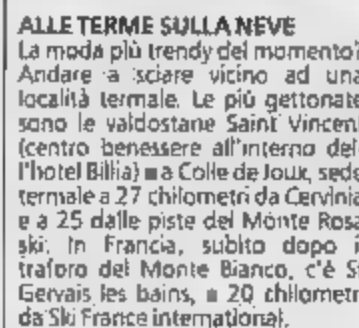 ALLE TERME SULLA NEVE
La moda più trendy del momento?
Andare a sciare vicino ad una
località termale. Le più gettonate
sono le valdostane Saint Vincent
(centro benessere all'interno del-
l'hotel Billia) ■ a Colle de Joux, sede
termale a 27 chilometri da Cervinia
e a 25 dalle piste del Monte Rosa
ski. In Francia, subito dopo i
traforo del Monte Bianco, c'è St
Gervais les bains, ■ 20 chilometri
da Ski France international.